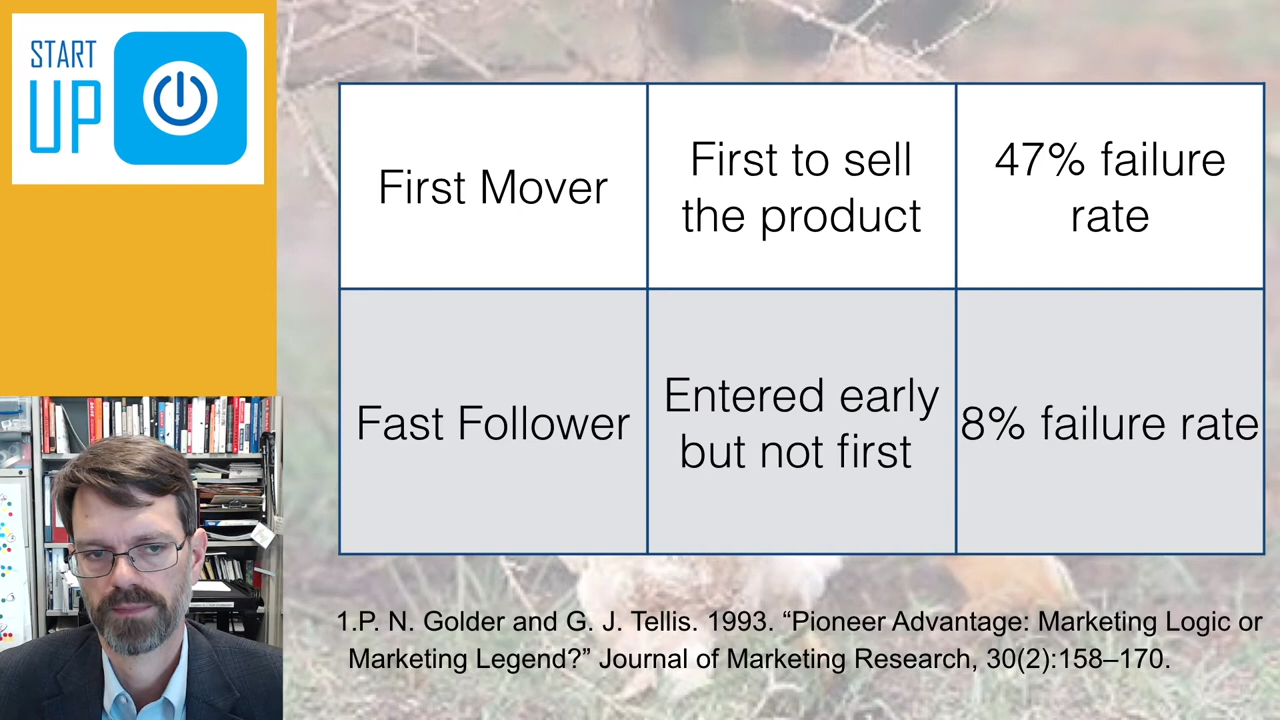 START
UP
First Mover
First to sell
the product
47% failure
rate
Fast Follower
Entered early
but not first
8% failure rate
1.P. N. Golder and G. J. Tellis. 1993. “Pioneer Advantage: Marketing Logic or
Marketing Legend?” Journal of Marketing Research, 30(2):158–170.